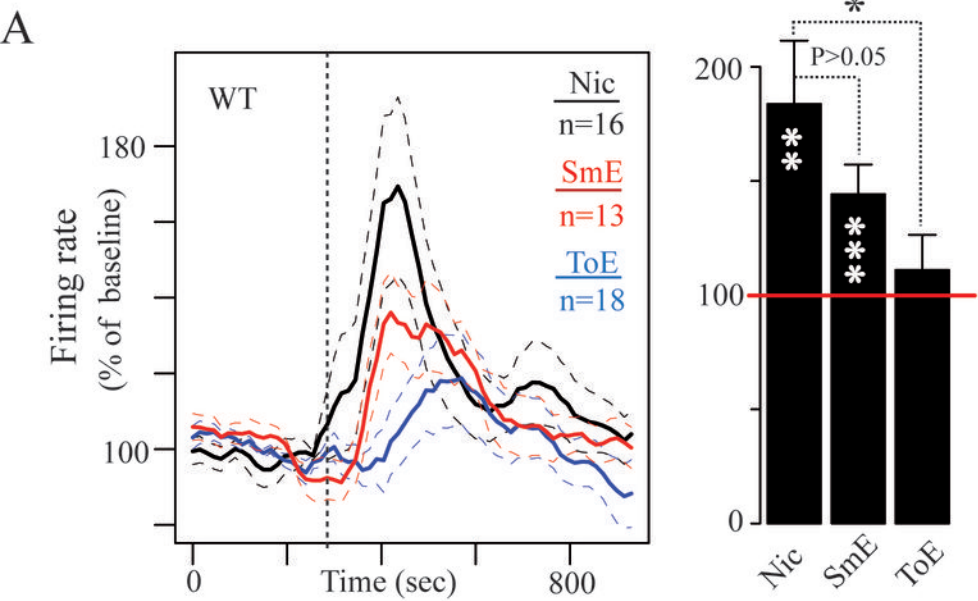 A
WT
Nic
n=16
SmE
n=13
ToE
n=18
180
100
Firing rate
(% of baseline)
0
Time (sec)
800
*
P>0.05
200
100
0
**
***
Nic
SmE
ToE